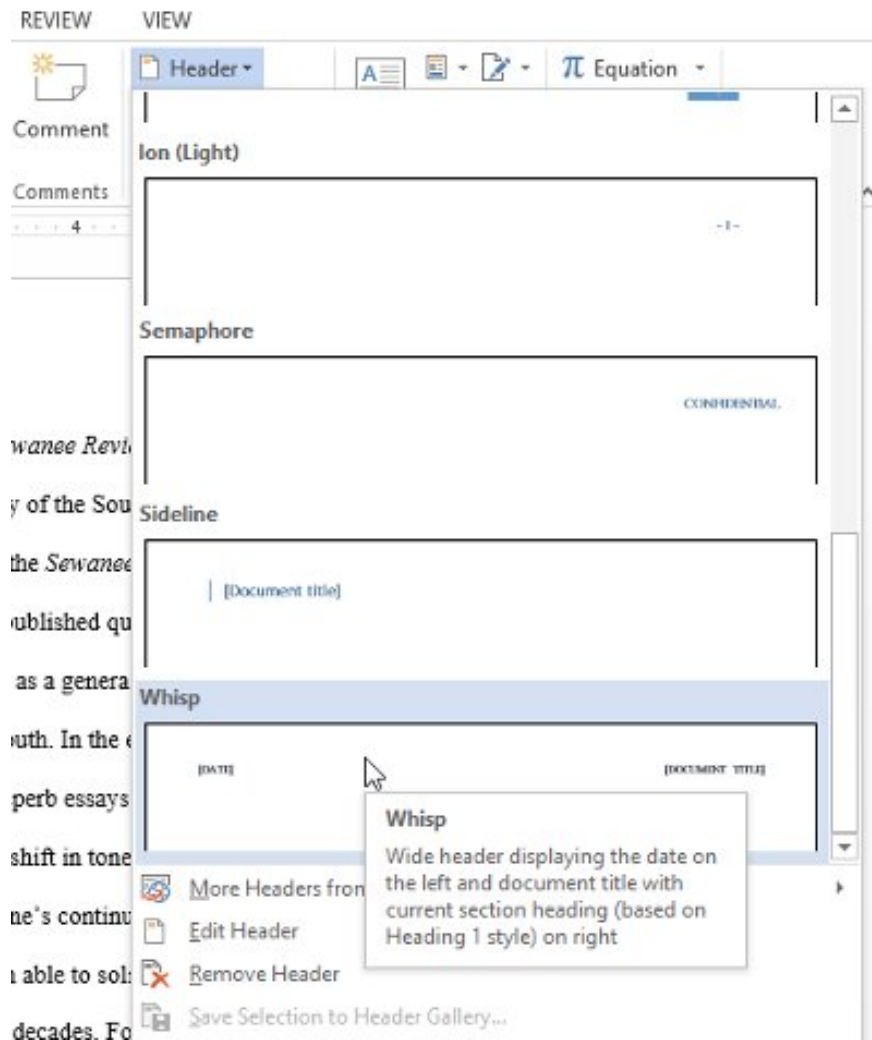 REVIEW VIEW
Header
Equation
Comment
Comments
4
Ion (Light)
- 1 -
Semaphore
CONFIDENTIAL
wanee Revi
y of the Sou
Sideline
the Sewanee
[Document title]
published qu
as a genera
Whisp
uth. In the e
[DATE] [DOCUMENT TITLE]
perb essays
Whisp
shift in tone
Wide header displaying the date on
the left and document title with
current section heading (based on
Heading 1 style) on right
More Headers from
ne's continu
Edit Header
n able to sol
Remove Header
Save Selection to Header Gallery...
decades. Fo